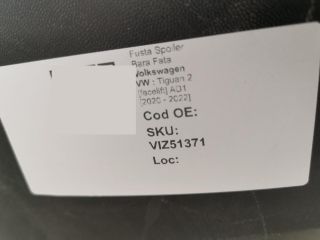 Fusta Spoiler
Bara Fata
Volkswagen
VW : Tiguan 2
[facelift] AD1
[2020 - 2022]
Cod OE:
SKU:
VIZ51371
Loc: